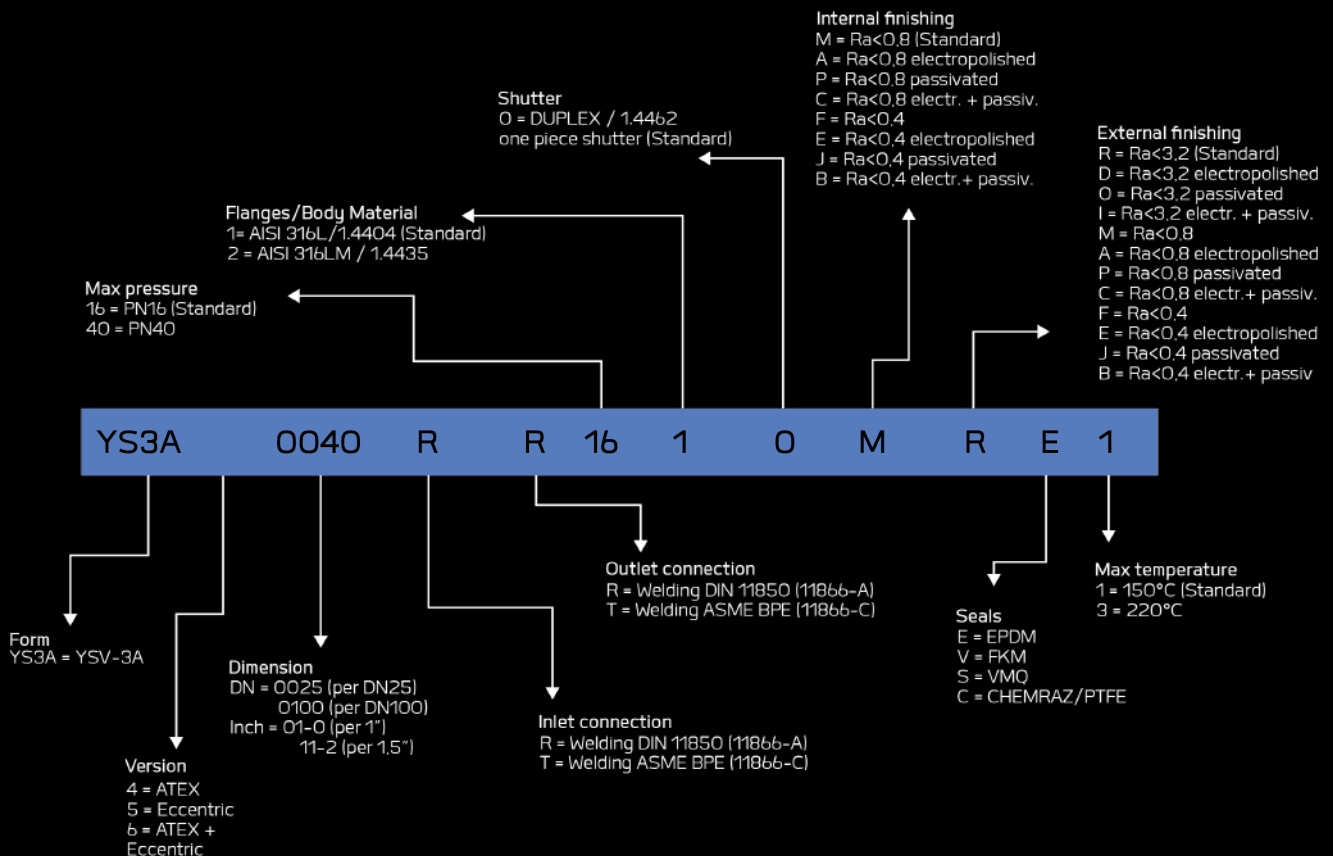 Internal finishing
M = Ra<0,8 (Standard)
A = Ra<0,8 electropolished
P = Ra<0,8 passivated
C = Ra<0,8 electr. + passiv.
F = Ra<0,4
E = Ra<0,4 electropolished
J = Ra<0,4 passivated
B = Ra<0,4 electr.+ passiv.
Shutter
0 = DUPLEX / 1.4462
one piece shutter (Standard)
External finishing
R = Ra<3,2 (Standard)
D = Ra<3,2 electropolished
O = Ra<3,2 passivated
I = Ra<3,2 electr. + passiv.
M = Ra<0,8
A = Ra<0,8 electropolished
P = Ra<0,8 passivated
C = Ra<0,8 electr.+ passiv.
F = Ra<0,4
E = Ra<0,4 electropolished
J = Ra<0,4 passivated
B = Ra<0,4 electr.+ passiv
Flanges/Body Material
1= AISI 316L/1.4404 (Standard)
2 = AISI 316LM / 1.4435
Max pressure
16 = PN16 (Standard)
40 = PN40
YS3A 0040 R R 16 1 0 M R E 1
Form
YS3A = YSV-3A
Version
4 = ATEX
5 = Eccentric
6 = ATEX +
Eccentric
Dimension
DN = 0025 (per DN25)
0100 (per DN100)
Inch = 01-0 (per 1”)
11-2 (per 1,5”)
Inlet connection
R = Welding DIN 11850 (11866-A)
T = Welding ASME BPE (11866-C)
Outlet connection
R = Welding DIN 11850 (11866-A)
T = Welding ASME BPE (11866-C)
Seals
E = EPDM
V = FKM
S = VMQ
C = CHEMRAZ/PTFE
Max temperature
1 = 150°C (Standard)
3 = 220°C